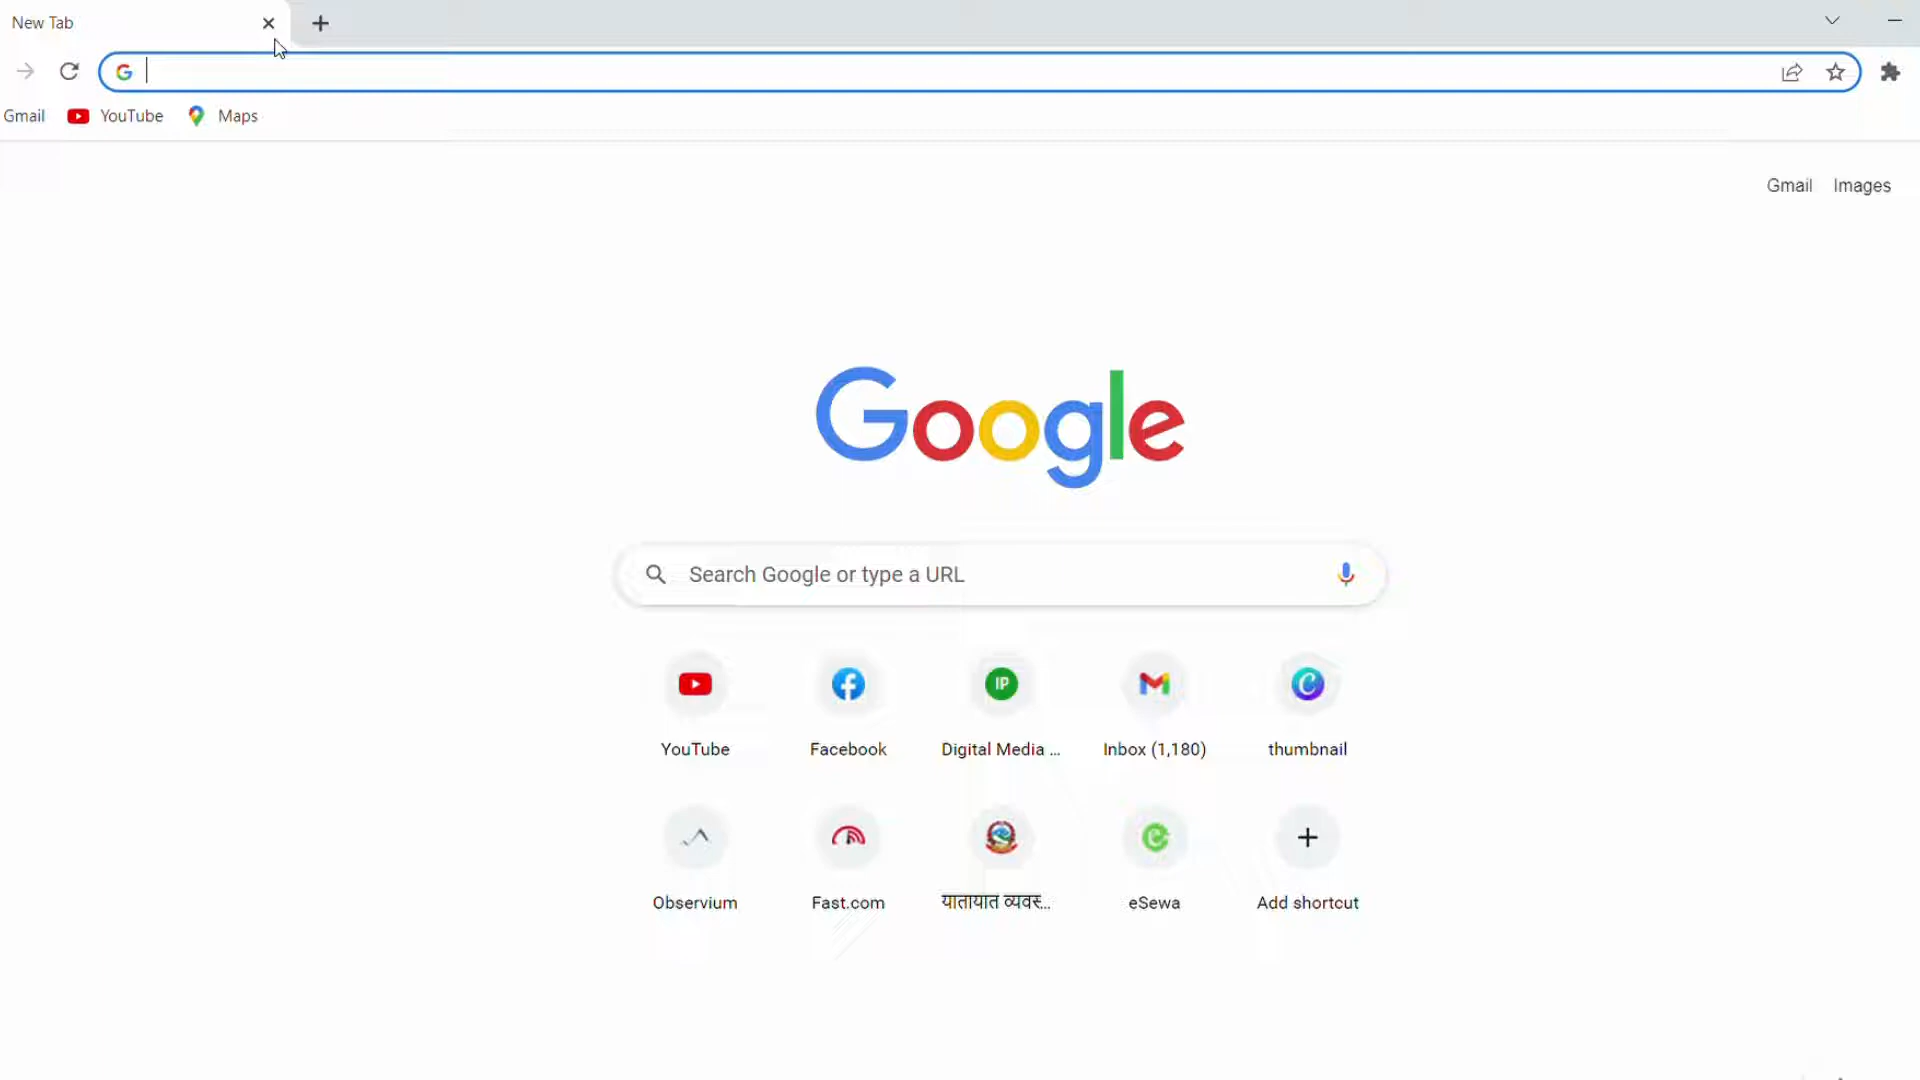 New Tab
Gmail YouTube Maps
Gmail Images
Google
Search Google or type a URL
YouTube Facebook Digital Media ... Inbox (1,180) thumbnail
Observium Fast.com यातायात व्यवस्... eSewa Add shortcut